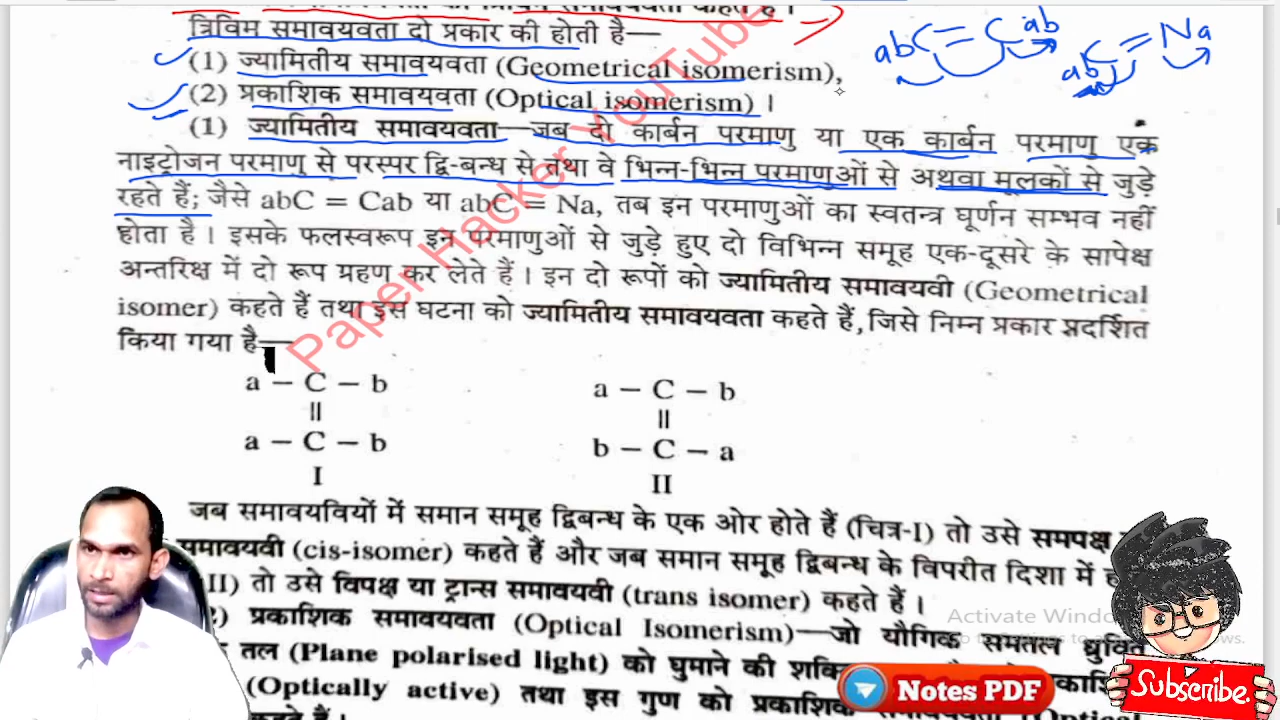 त्रिविम समावयवता दो प्रकार की होती है—
(1) ज्यामितीय समावयवता (Geometrical isomerism),
(2) प्रकाशिक समावयवता (Optical isomerism) ।
(1) ज्यामितीय समावयवता—जब दो कार्बन परमाणु या एक कार्बन परमाणु एक
नाइट्रोजन परमाणु से परस्पर द्वि-बन्ध से तथा वे भिन्न-भिन्न परमाणुओं से अथवा मूलकों से जुड़े
रहते हैं; जैसे abC = Cab या abC = Na, तब इन परमाणुओं का स्वतन्त्र घूर्णन सम्भव नहीं
होता है । इसके फलस्वरूप इन परमाणुओं से जुड़े हुए दो विभिन्न समूह एक-दूसरे के सापेक्ष
अन्तरिक्ष में दो रूप ग्रहण कर लेते हैं । इन दो रूपों को ज्यामितीय समावयवी (Geometrical
isomer) कहते हैं तथा इस घटना को ज्यामितीय समावयवता कहते हैं, जिसे निम्न प्रकार प्रदर्शित
किया गया है—
a – C – b
||
a – C – b
I
a – C – b
||
b – C – a
II
जब समावयवियों में समान समूह द्विबन्ध के एक ओर होते हैं (चित्र-I) तो उसे समपक्ष
समावयवी (cis-isomer) कहते हैं और जब समान समूह द्विबन्ध के विपरीत दिशा में
II) तो उसे विपक्ष या ट्रान्स समावयवी (trans isomer) कहते हैं ।
प्रकाशिक समावयवता (Optical Isomerism)—जो यौगिक समतल ध्रुवित
तल (Plane polarised light) को घुमाने की
(Optically active) तथा इस गुण को प्रकाशिक
abC = Cab
abC = Na
Paper Hacker YouTube
Activate Windo
Notes PDF
Subscribe